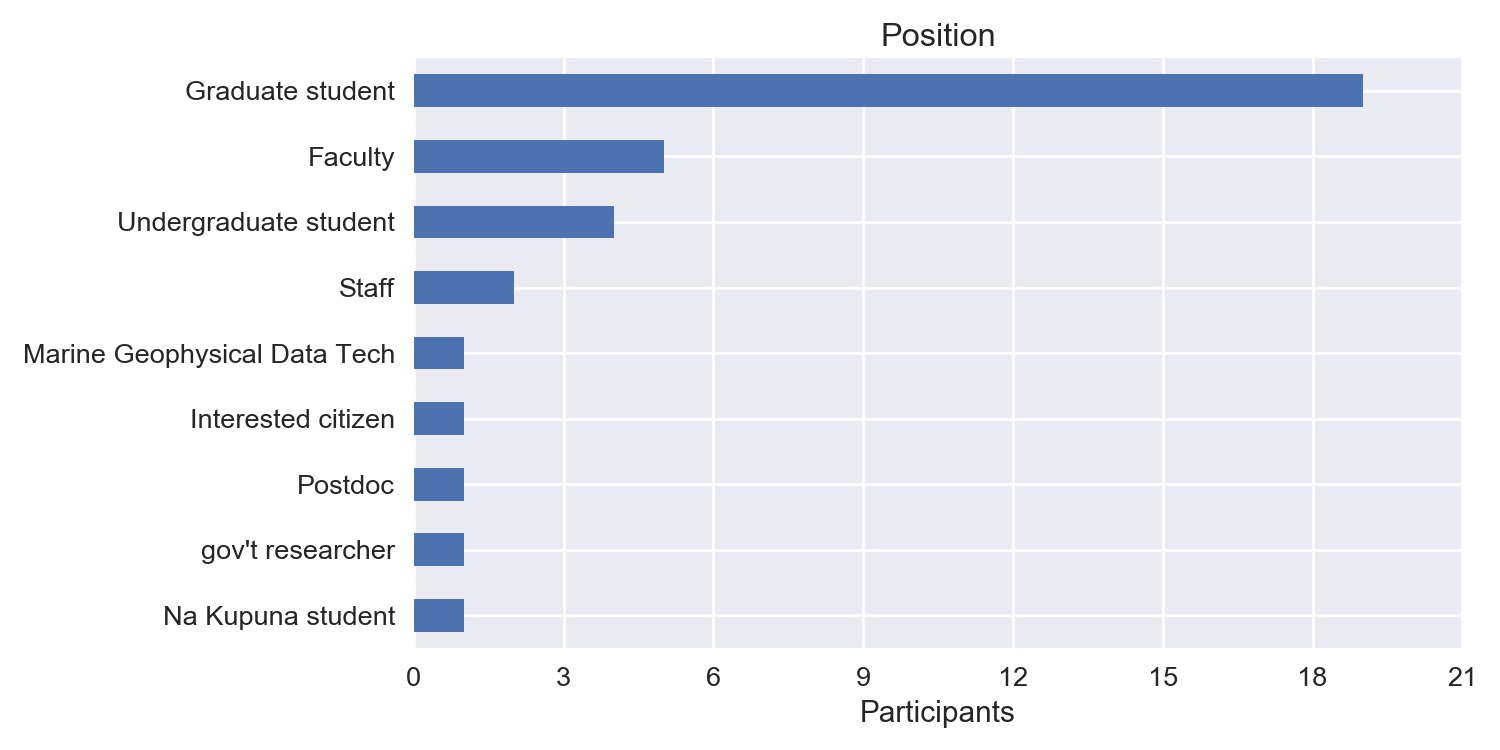 Position
Graduate student
Faculty
Undergraduate student
Staff
Marine Geophysical Data Tech
Interested citizen
Postdoc
gov't researcher
Na Kupuna student
0 3 6 9 12 15 18 21
Participants